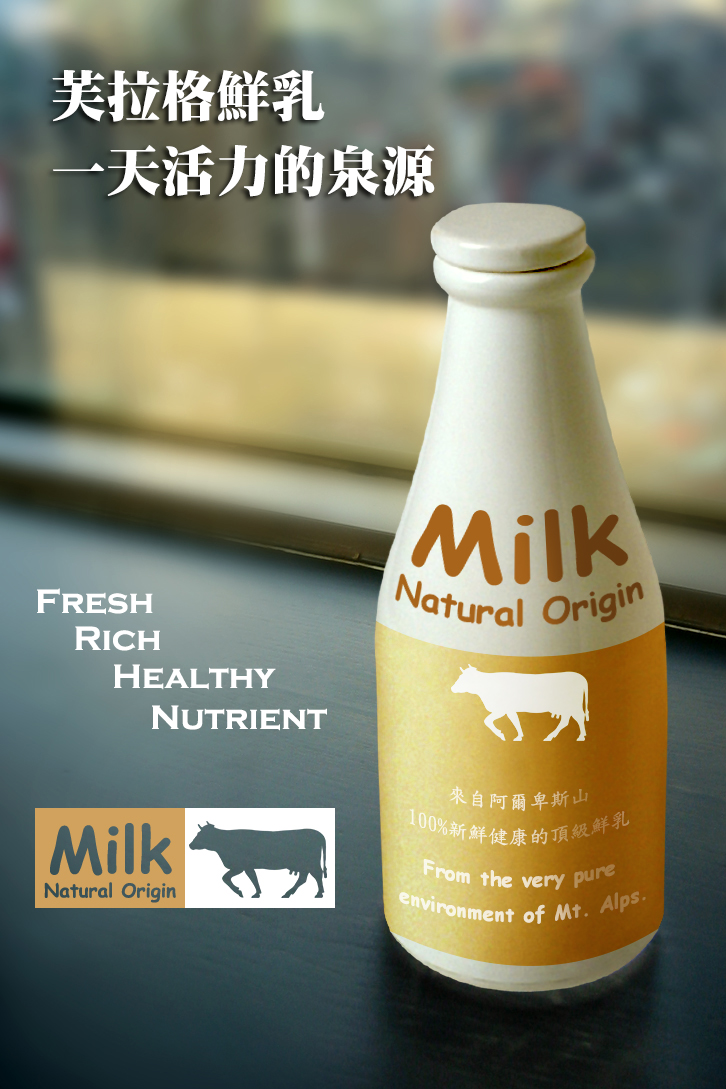 芙拉格鮮乳
一天活力的泉源
Milk
Natural Origin
FRESH
RICH
HEALTHY
NUTRIENT
來自阿爾卑斯山
100%新鮮健康的頂級鮮乳
From the very pure
environment of Mt. Alps.
Milk
Natural Origin